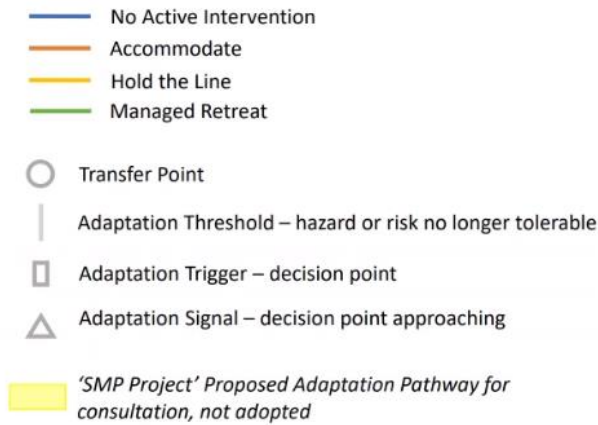 No Active Intervention
Accommodate
Hold the Line
Managed Retreat
Transfer Point
Adaptation Threshold – hazard or risk no longer tolerable
Adaptation Trigger – decision point
Adaptation Signal – decision point approaching
‘SMP Project’ Proposed Adaptation Pathway for
consultation, not adopted